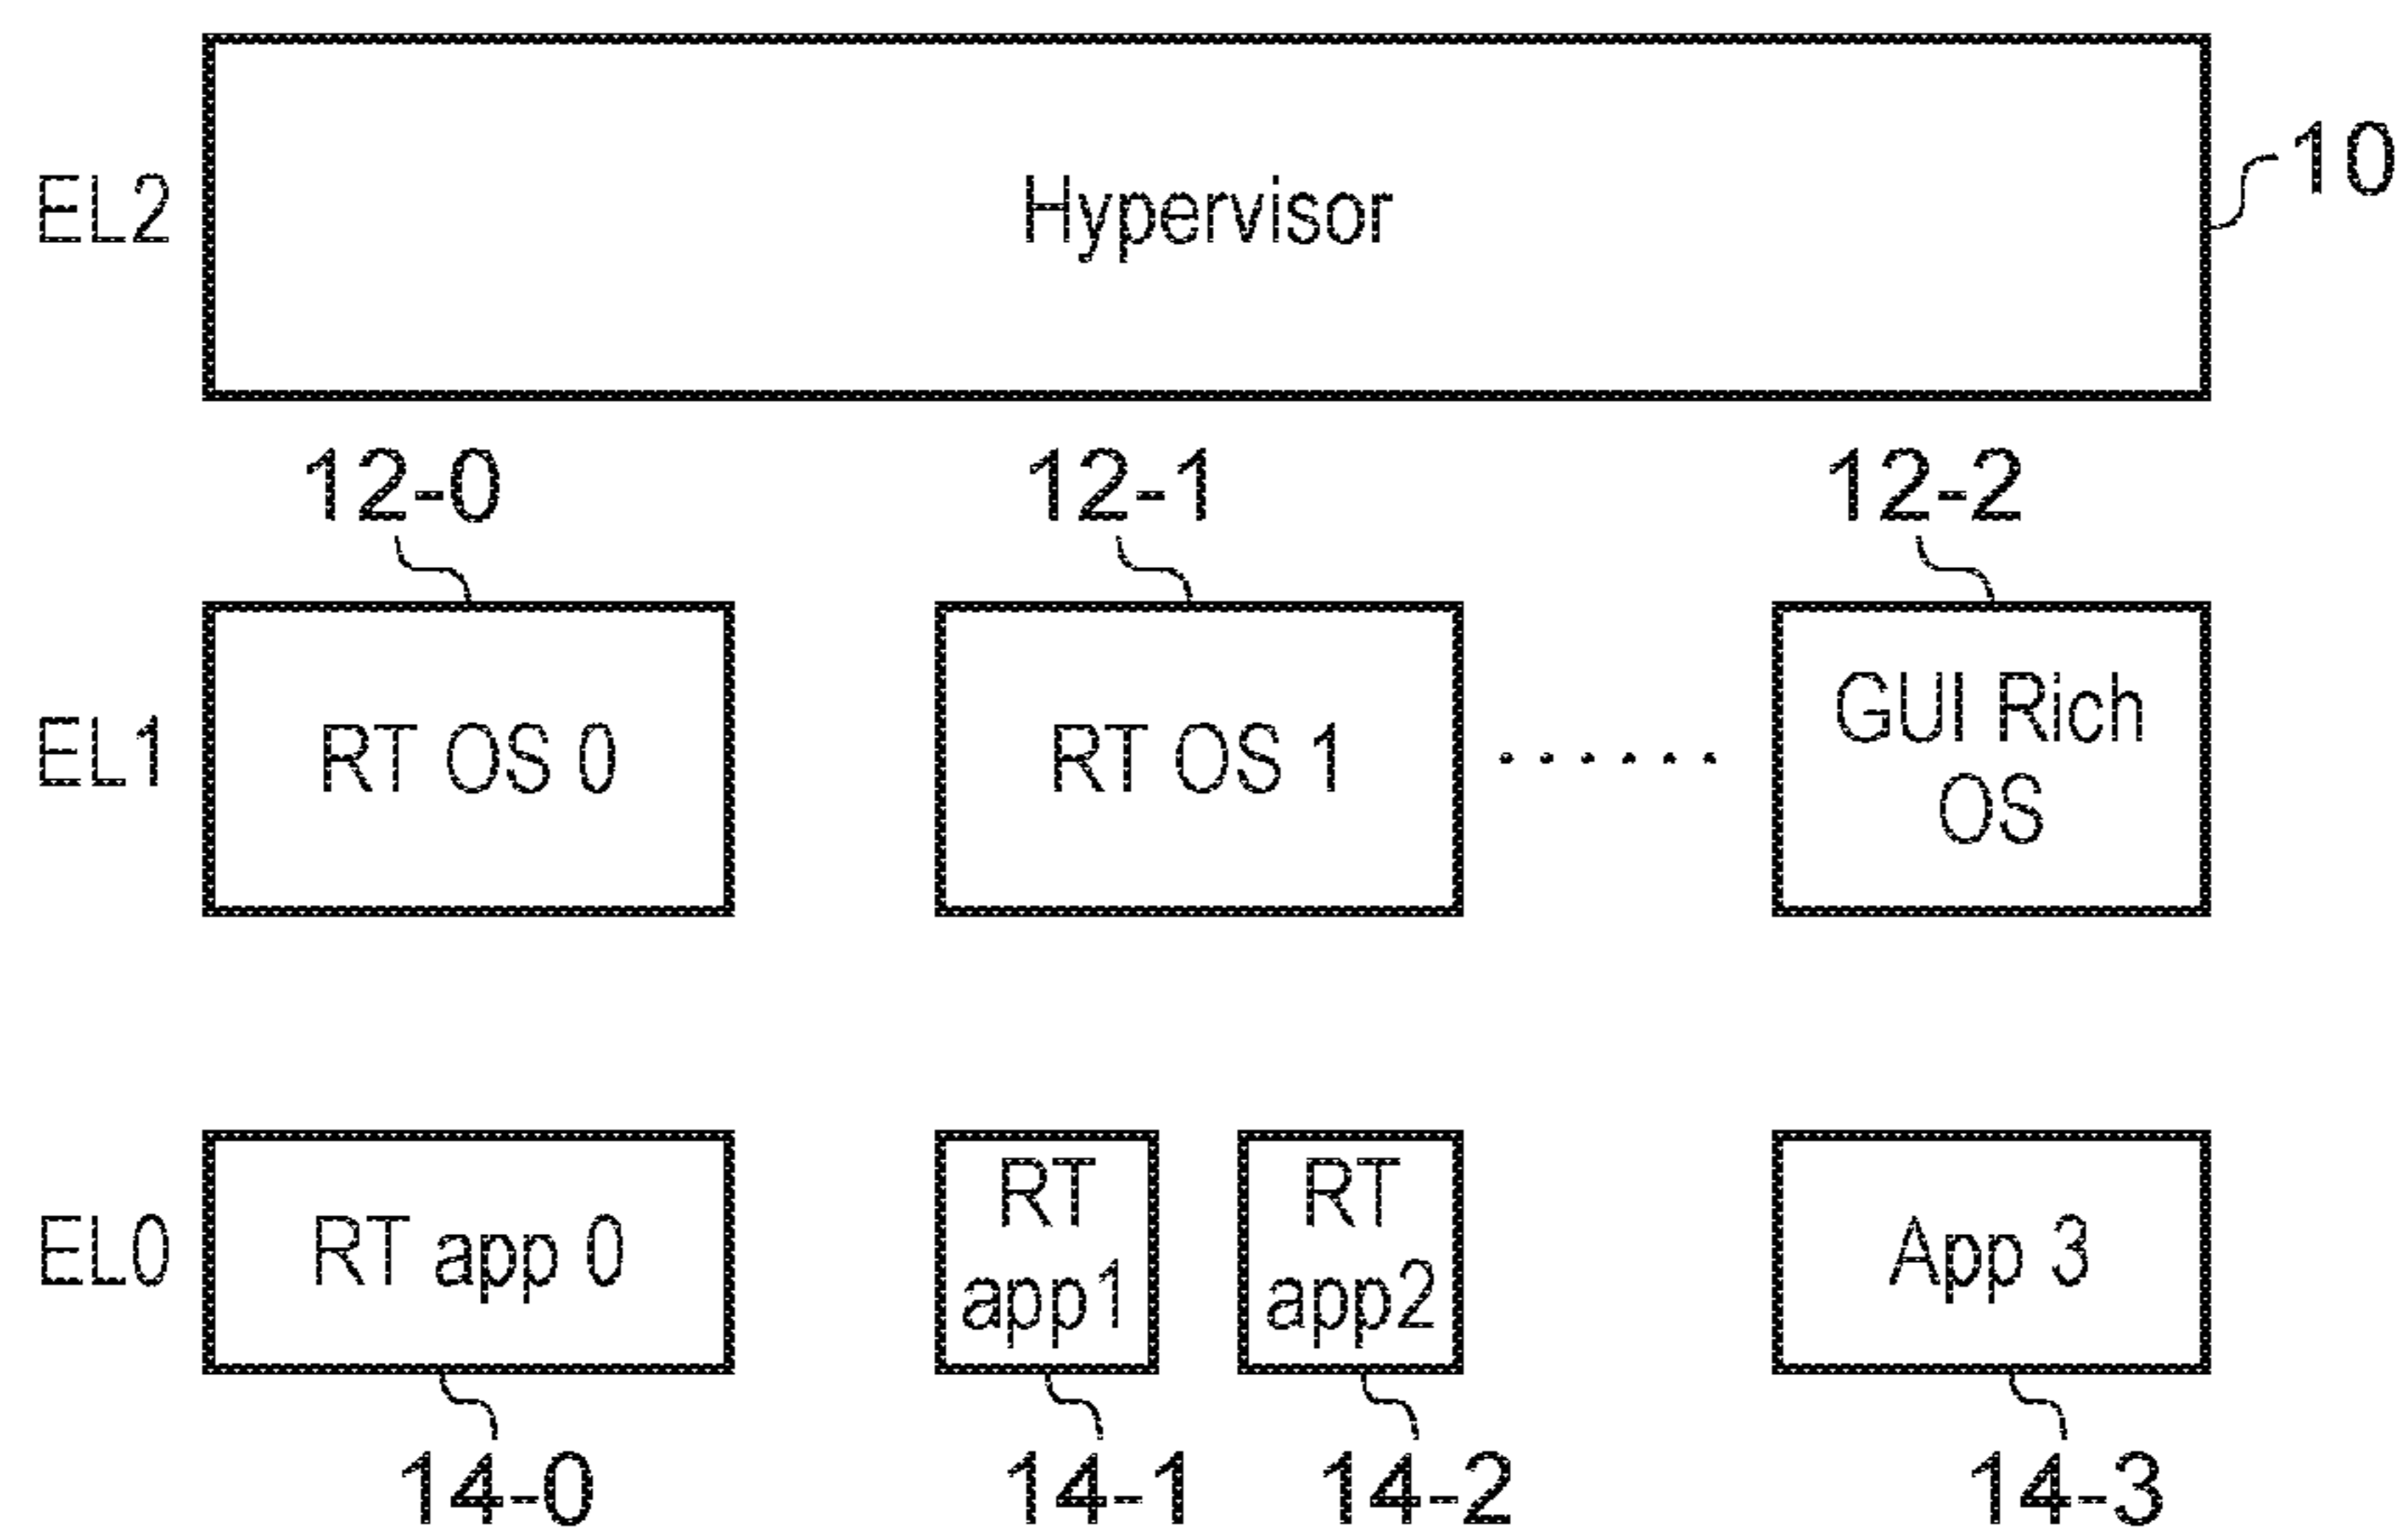 EL2
Hypervisor
10
12-0
12-1
12-2
EL1
RT OS 0
RT OS 1
GUI Rich
OS
EL0
RT app 0
RT
app1
RT
app2
App 3
14-0
14-1
14-2
14-3